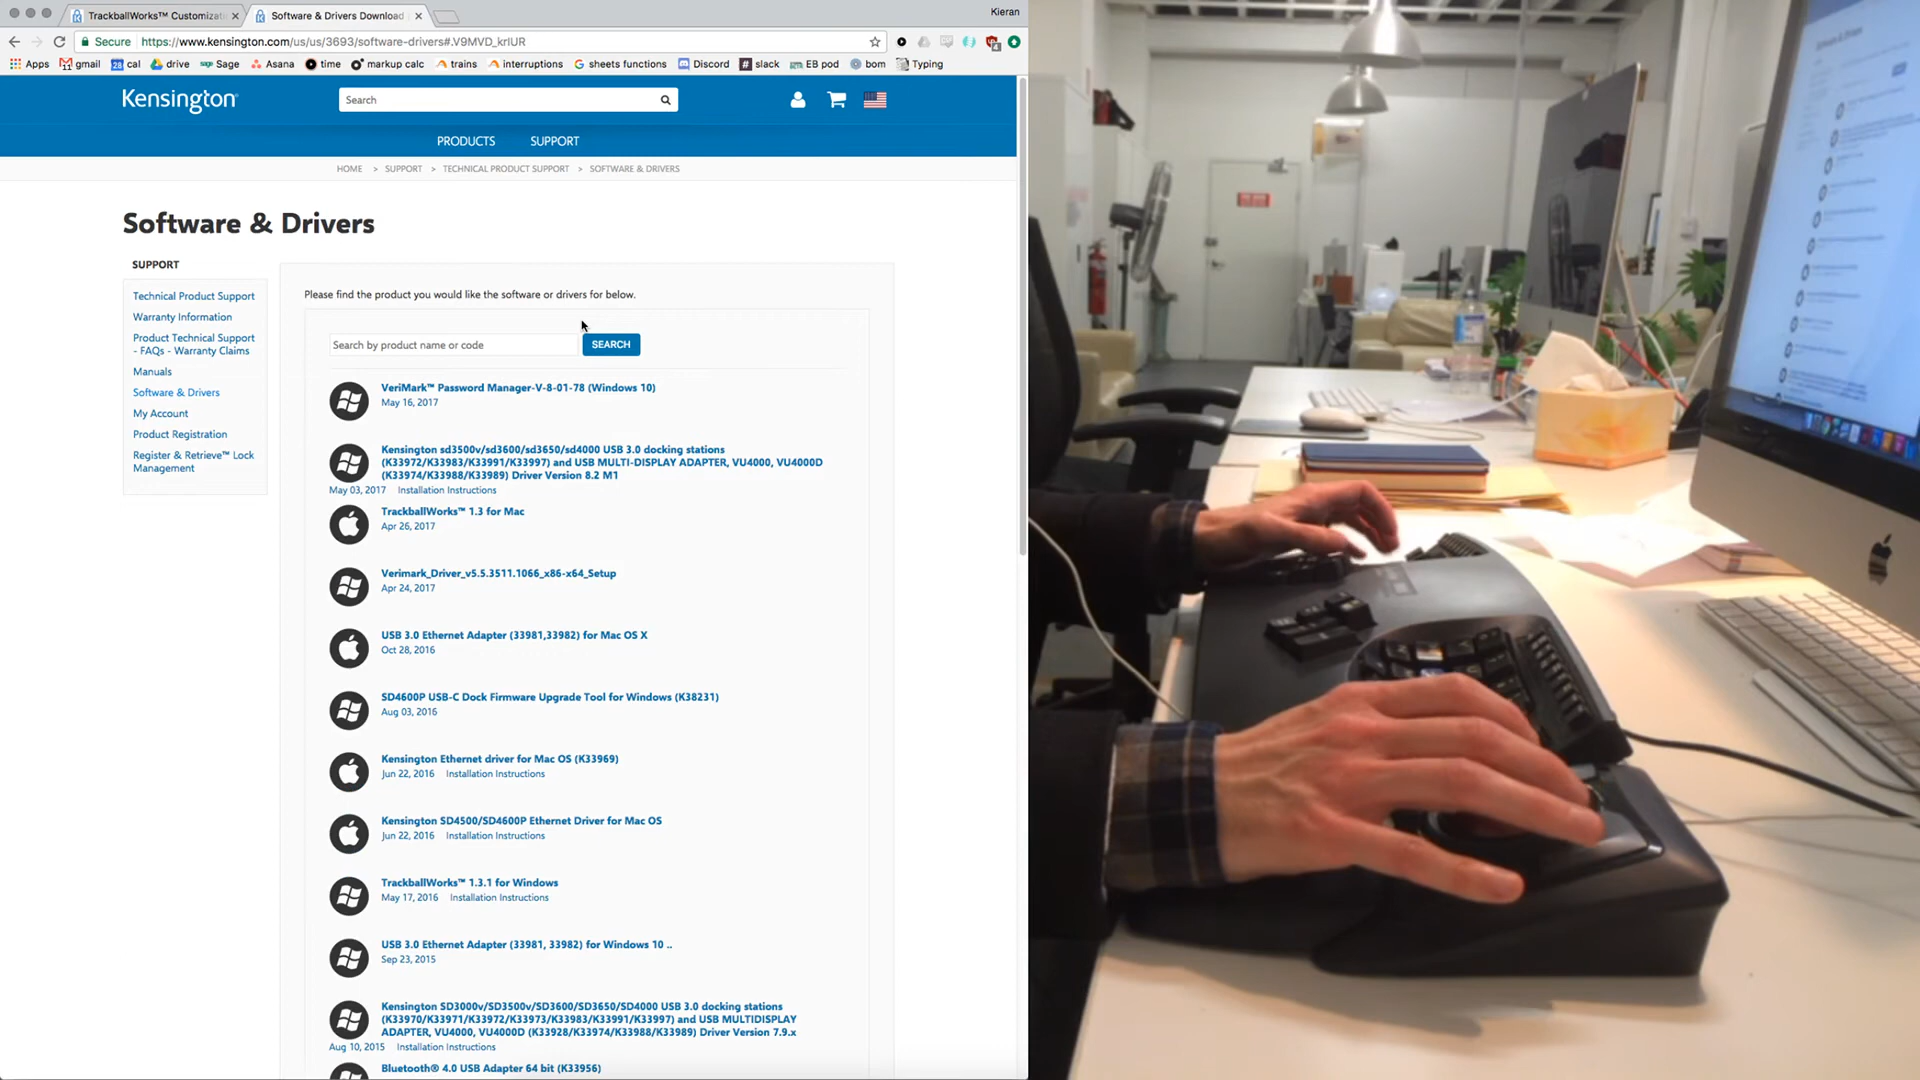 TrackballWorks™ Customizat
Software & Drivers Download
Kieran
Secure
https://www.kensington.com/us/us/3693/software-drivers#.V9MVD_krIUR
Apps
gmail
28
cal
drive
Sage
Asana
time
markup calc
trains
interruptions
sheets functions
Discord
slack
EB pod
bom
Typing
Kensington
Search
PRODUCTS
SUPPORT
HOME > SUPPORT > TECHNICAL PRODUCT SUPPORT > SOFTWARE & DRIVERS
Software & Drivers
SUPPORT
Technical Product Support
Warranty Information
Product Technical Support
- FAQs - Warranty Claims
Manuals
Software & Drivers
My Account
Product Registration
Register & Retrieve™ Lock
Management
Please find the product you would like the software or drivers for below.
Search by product name or code
SEARCH
VeriMark™ Password Manager-V-8-01-78 (Windows 10)
May 16, 2017
Kensington sd3500v/sd3600/sd3650/sd4000 USB 3.0 docking stations
(K33972/K33983/K33991/K33997) and USB MULTI-DISPLAY ADAPTER, VU4000, VU4000D
(K33974/K33988/K33989) Driver Version 8.2 M1
May 03, 2017 Installation Instructions
TrackballWorks™ 1.3 for Mac
Apr 26, 2017
Verimark_Driver_v5.5.3511.1066_x86-x64_Setup
Apr 24, 2017
USB 3.0 Ethernet Adapter (33981,33982) for Mac OS X
Oct 28, 2016
SD4600P USB-C Dock Firmware Upgrade Tool for Windows (K38231)
Aug 03, 2016
Kensington Ethernet driver for Mac OS (K33969)
Jun 22, 2016 Installation Instructions
Kensington SD4500/SD4600P Ethernet Driver for Mac OS
Jun 22, 2016 Installation Instructions
TrackballWorks™ 1.3.1 for Windows
May 17, 2016 Installation Instructions
USB 3.0 Ethernet Adapter (33981, 33982) for Windows 10 ..
Sep 23, 2015
Kensington SD3000v/SD3500v/SD3600/SD3650/SD4000 USB 3.0 docking stations
(K33970/K33971/K33972/K33973/K33983/K33991/K33997) and USB MULTIDISPLAY
ADAPTER, VU4000, VU4000D (K33928/K33974/K33988/K33989) Driver Version 7.9.x
Aug 10, 2015 Installation Instructions
Bluetooth® 4.0 USB Adapter 64 bit (K33956)